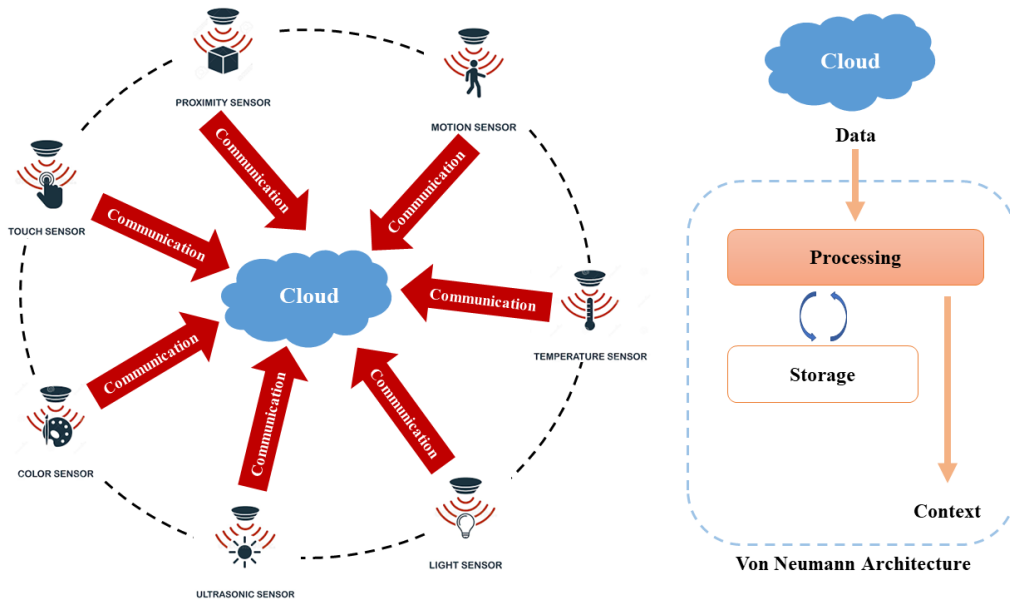 PROXIMITY SENSOR
MOTION SENSOR
TOUCH SENSOR
TEMPERATURE SENSOR
COLOR SENSOR
LIGHT SENSOR
ULTRASONIC SENSOR
Communication
Communication
Communication
Communication
Communication
Communication
Communication
Cloud
Cloud
Data
Processing
Storage
Context
Von Neumann Architecture